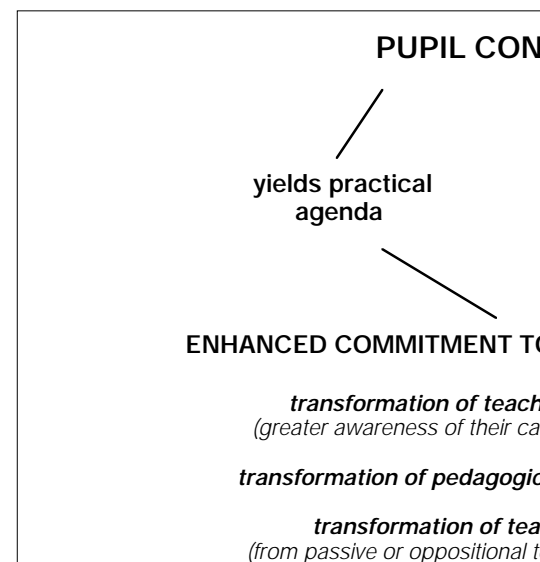 PUPIL CON
yields practical
agenda
ENHANCED COMMITMENT TO
transformation of teach
(greater awareness of their ca
transformation of pedagogic
transformation of tea
(from passive or oppositional t